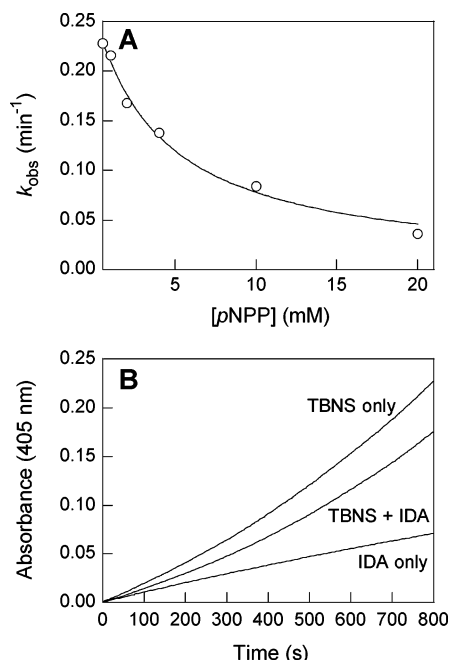 A
0.25
0.20
0.15
0.10
0.05
0.00
kobs (min-1)
5 10 15 20
[pNPP] (mM)
B
0.25
0.20
0.15
0.10
0.05
0.00
Absorbance (405 nm)
TBNS only
TBNS + IDA
IDA only
0 100 200 300 400 500 600 700 800
Time (s)